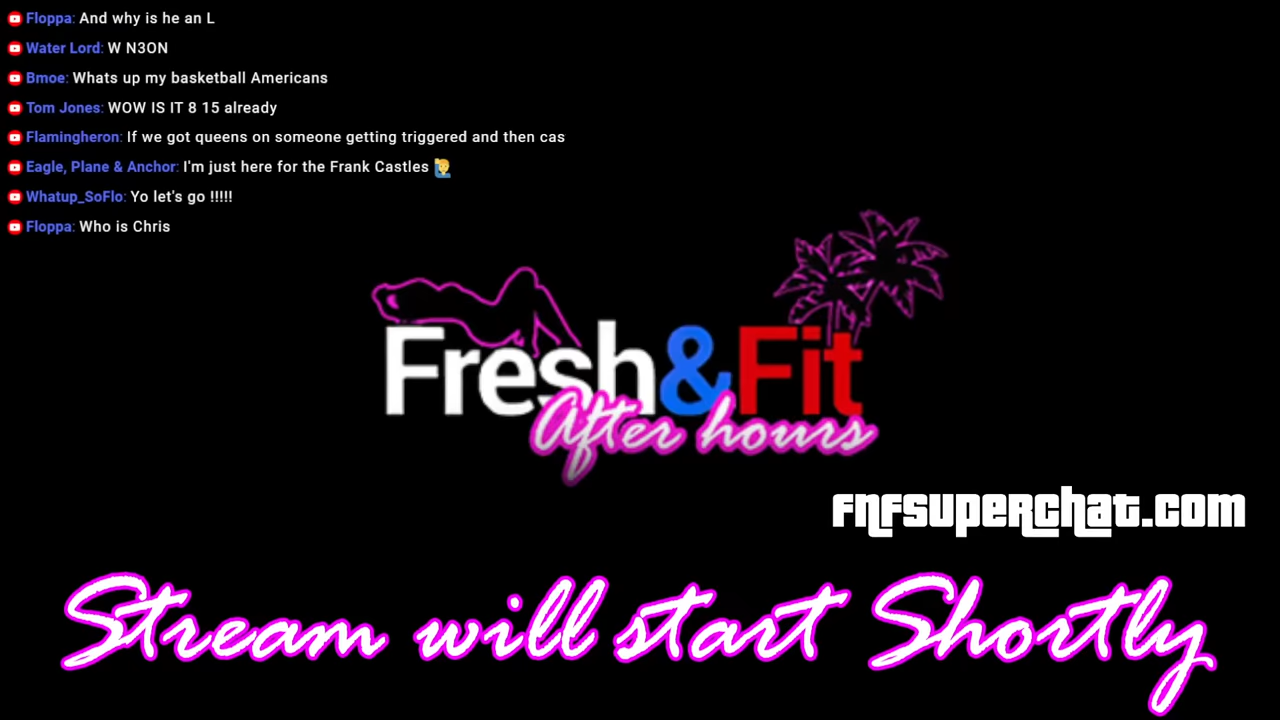 Floppa: And why is he an L
Water Lord: W N3ON
Bmoe: Whats up my basketball Americans
Tom Jones: WOW IS IT 8 15 already
Flamingheron: If we got queens on someone getting triggered and then cas
Eagle, Plane & Anchor: I'm just here for the Frank Castles 🙋‍♂️
Whatup_SoFlo: Yo let's go !!!!!
Floppa: Who is Chris
Fresh&Fit
After hours
fnfsuperchat.com
Stream will start Shortly